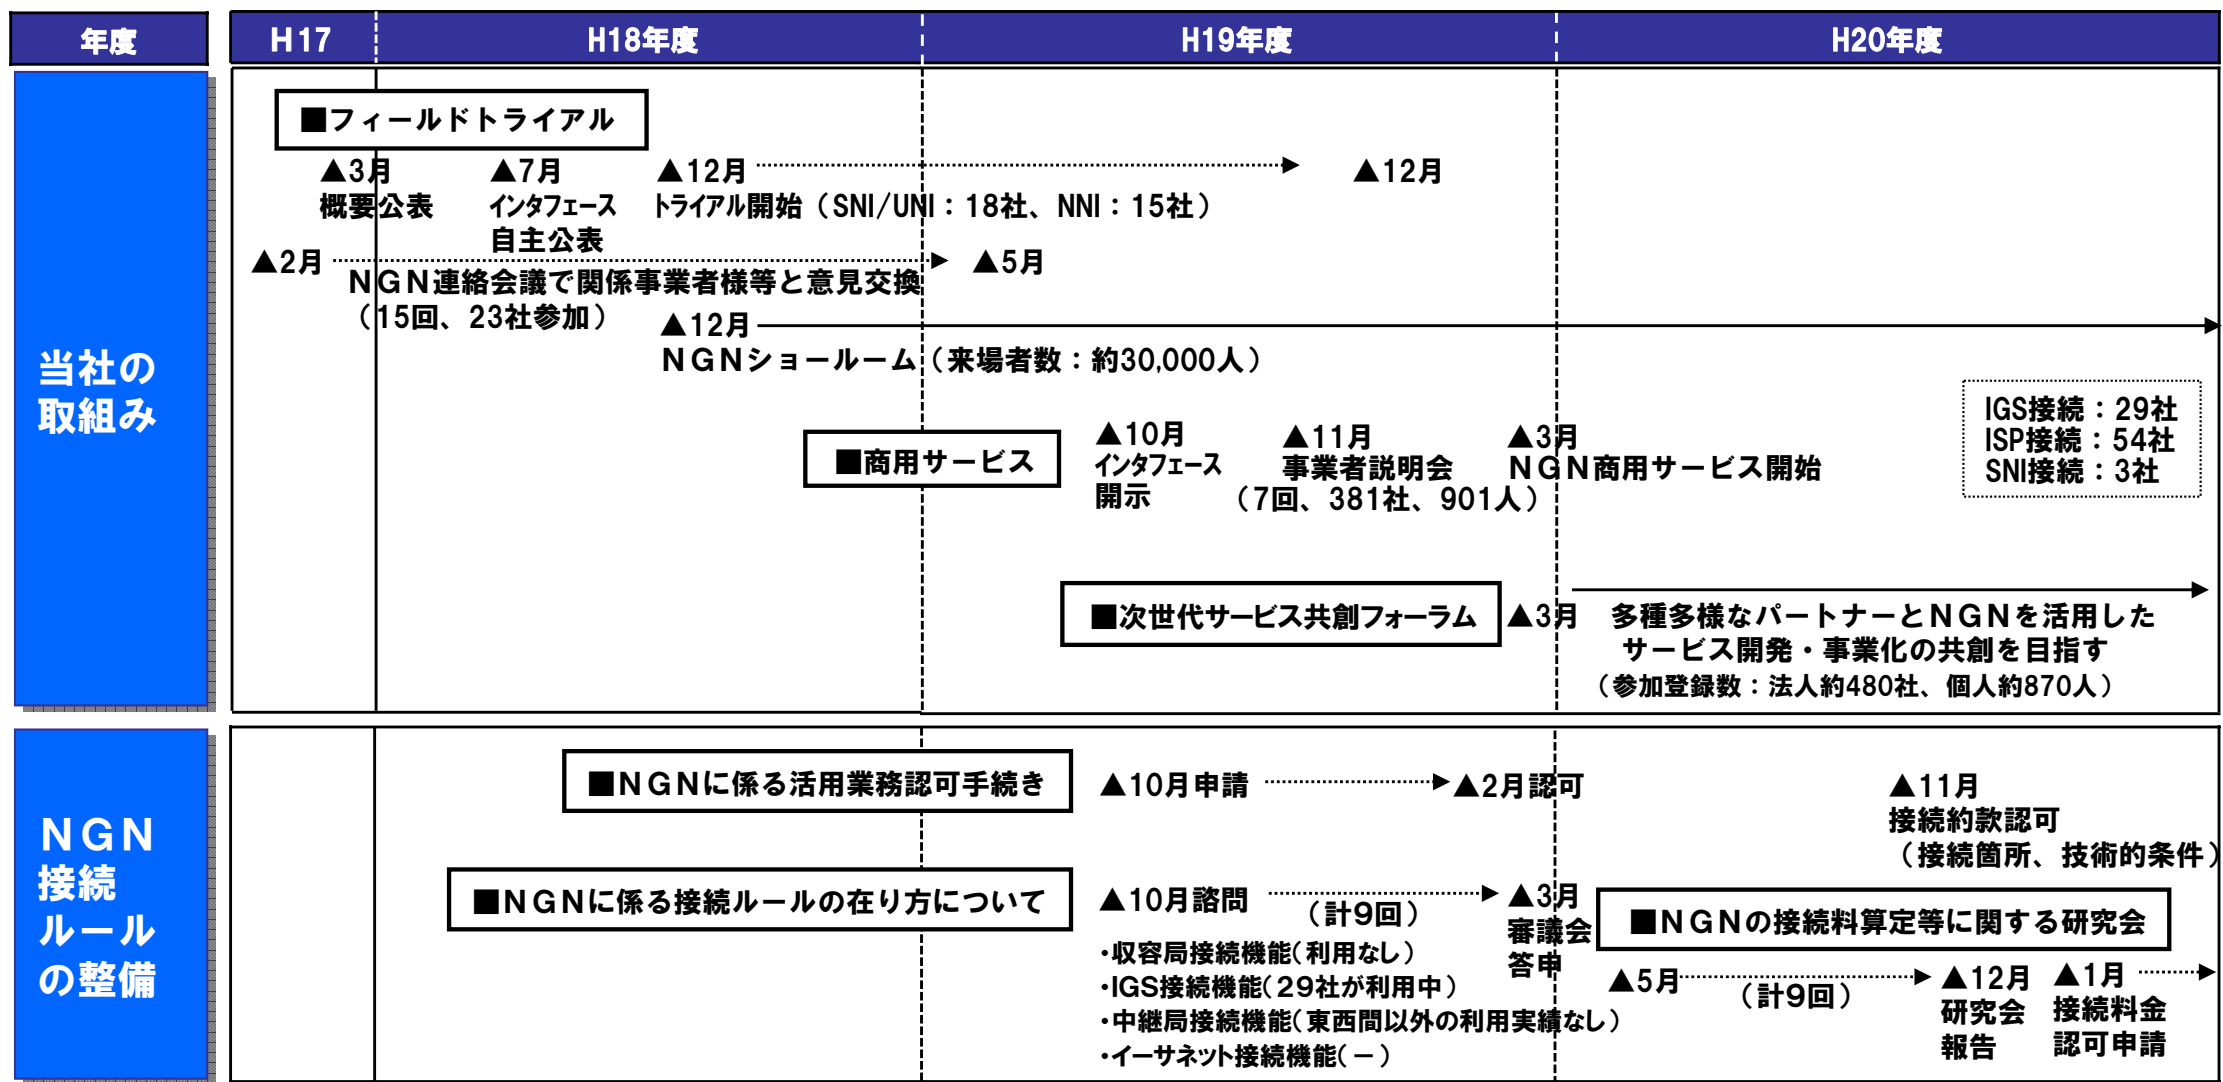 年度
H17
H18年度
H19年度
H20年度
当社の
取組み
■フィールドトライアル
▲3月
概要公表
▲7月
インタフェース
自主公表
▲12月
トライアル開始（SNI/UNI：18社、NNI：15社）
▲12月
▲2月
NGN連絡会議で関係事業者様等と意見交換
（15回、23社参加）
▲5月
▲12月
NGNショールーム（来場者数：約30,000人）
■商用サービス
▲10月
インタフェース
開示
▲11月
事業者説明会
（7回、381社、901人）
▲3月
NGN商用サービス開始
IGS接続：29社
ISP接続：54社
SNI接続：3社
■次世代サービス共創フォーラム
▲3月
多種多様なパートナーとNGNを活用した
サービス開発・事業化の共創を目指す
（参加登録数：法人約480社、個人約870人）
NGN
接続
ルール
の整備
■NGNに係る活用業務認可手続き
▲10月申請
▲2月認可
▲11月
接続約款認可
（接続箇所、技術的条件）
■NGNに係る接続ルールの在り方について
▲10月諮問
（計9回）
▲3月
審議会
答申
・収容局接続機能（利用なし）
・IGS接続機能（29社が利用中）
・中継局接続機能（東西間以外の利用実績なし）
・イーサネット接続機能（－）
■NGNの接続料算定等に関する研究会
▲5月
（計9回）
▲12月
研究会
報告
▲1月
接続料金
認可申請